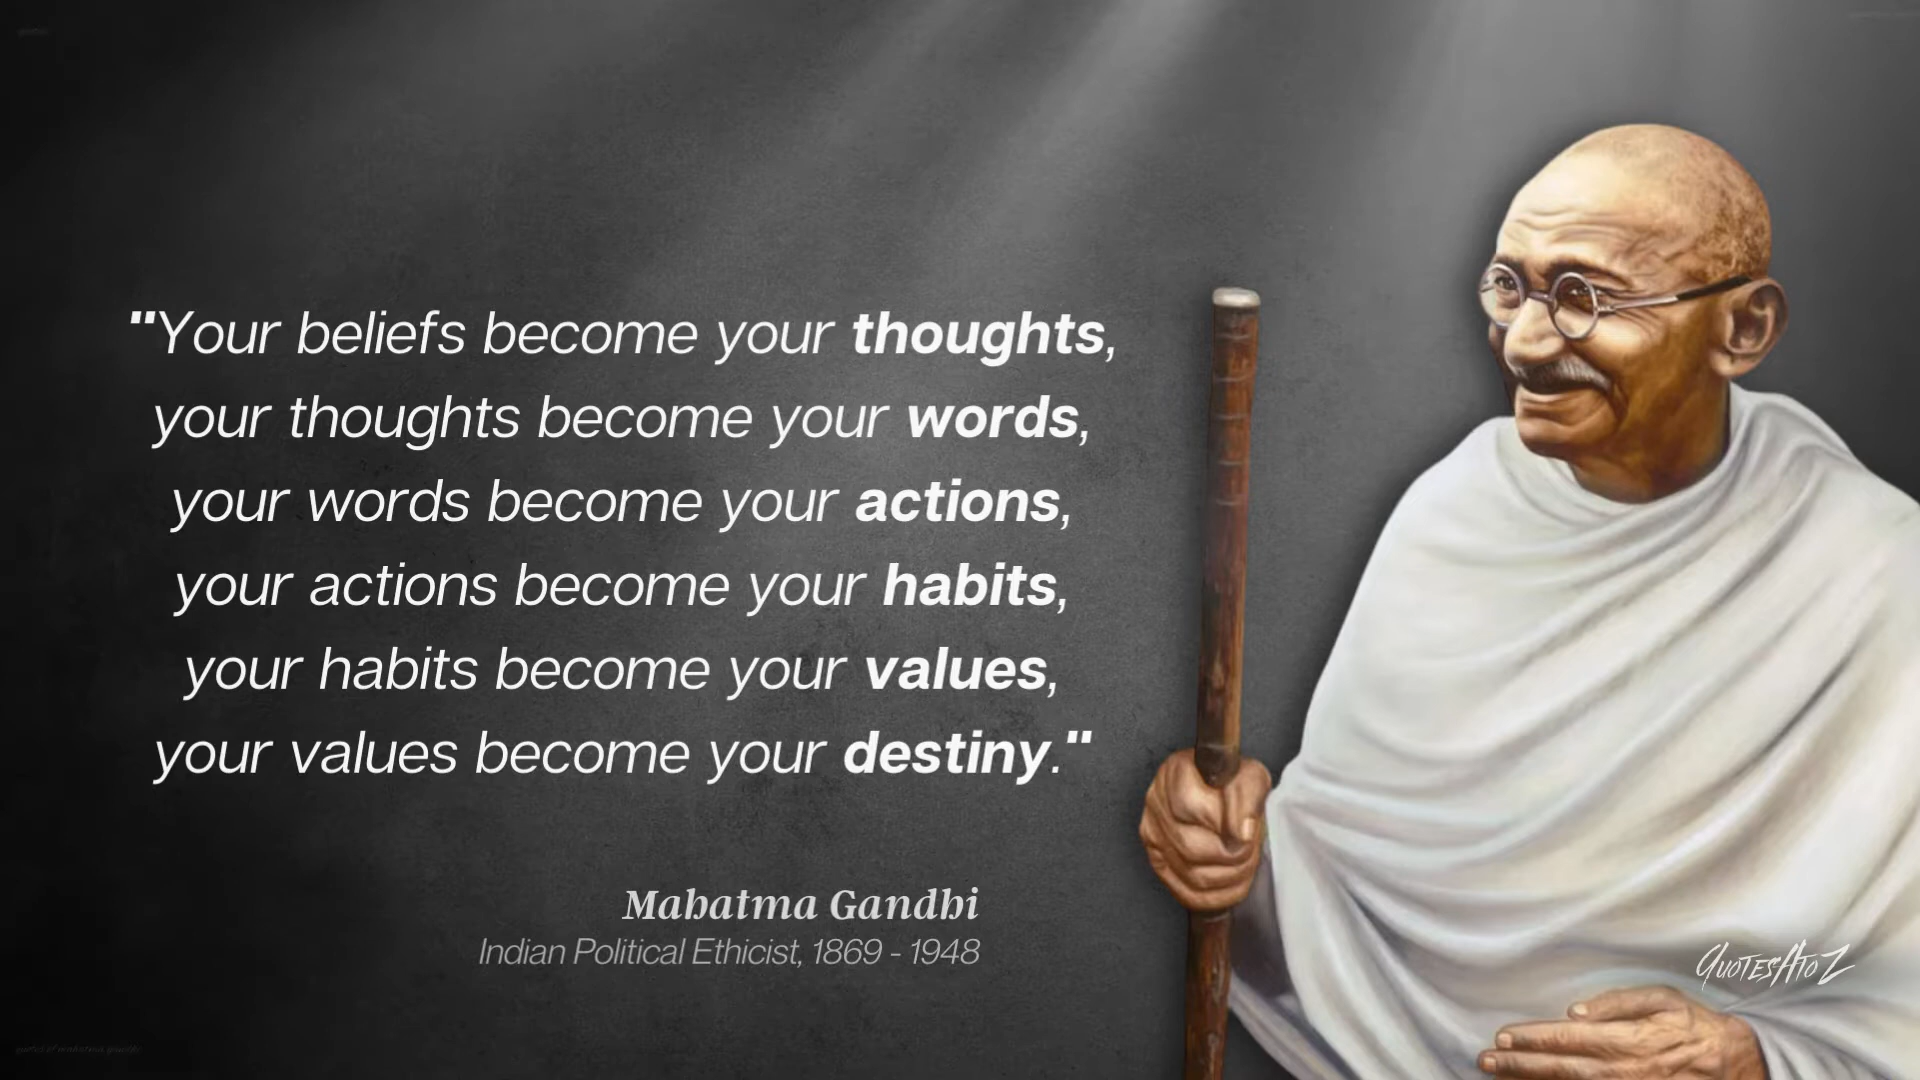 "Your beliefs become your thoughts,
your thoughts become your words,
your words become your actions,
your actions become your habits,
your habits become your values,
your values become your destiny."
Mahatma Gandhi
Indian Political Ethicist, 1869 - 1948
QuotesAtoZ